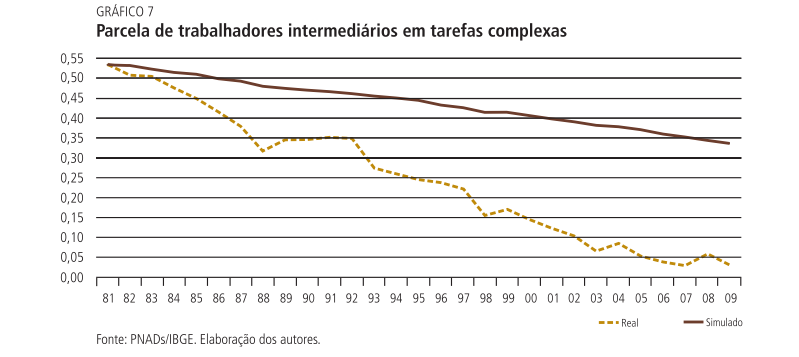 GRÁFICO 7
Parcela de trabalhadores intermediários em tarefas complexas
0,55
0,50
0,45
0,40
0,35
0,30
0,25
0,20
0,15
0,10
0,05
0,00
81 82 83 84 85 86 87 88 89 90 91 92 93 94 95 96 97 98 99 00 01 02 03 04 05 06 07 08 09
Real Simulado
Fonte: PNADs/IBGE. Elaboração dos autores.